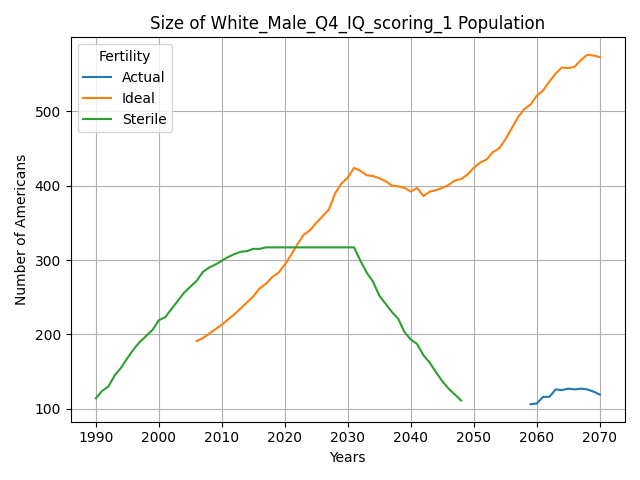 Size of White_Male_Q4_IQ_scoring_1 Population
Fertility
Actual
Ideal
Sterile
Number of Americans
500
400
300
200
100
1990 2000 2010 2020 2030 2040 2050 2060 2070
Years